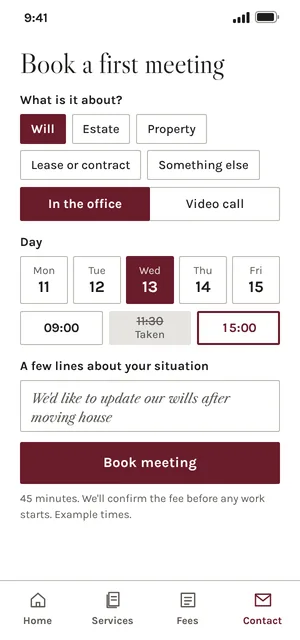 9:41
Book a first meeting
What is it about?
Will Estate Property
Lease or contract Something else
In the office Video call
Day
Mon Tue Wed Thu Fri
11 12 13 14 15
09:00 11:30 15:00
Taken
A few lines about your situation
We'd like to update our wills after
moving house
Book meeting
45 minutes. We'll confirm the fee before any work
starts. Example times.
Home Services Fees Contact